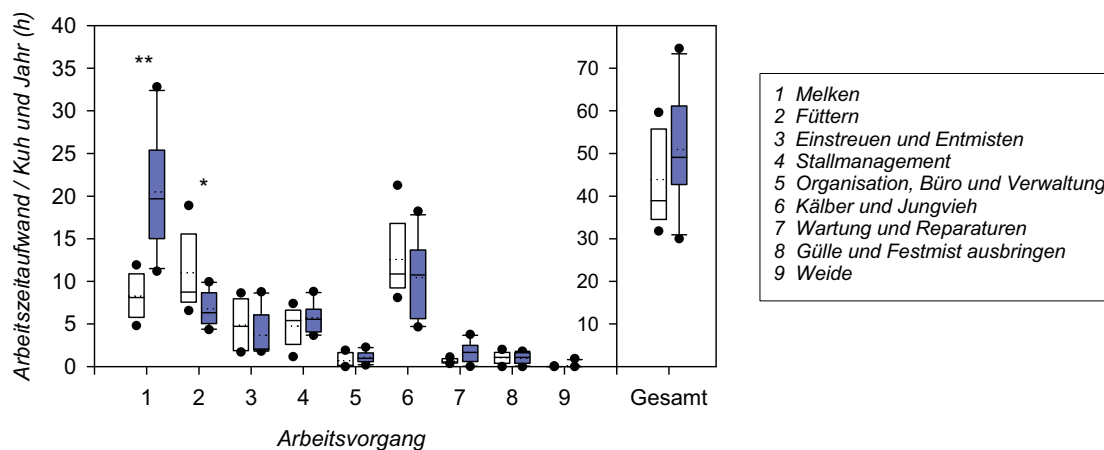 Arbeitszeitaufwand / Kuh und Jahr (h)
40
35
30
25
20
15
10
5
0
**
*
70
60
50
40
30
20
10
1 2 3 4 5 6 7 8 9 Gesamt
Arbeitsvorgang
1 Melken
2 Füttern
3 Einstreuen und Entmisten
4 Stallmanagement
5 Organisation, Büro und Verwaltung
6 Kälber und Jungvieh
7 Wartung und Reparaturen
8 Gülle und Festmist ausbringen
9 Weide